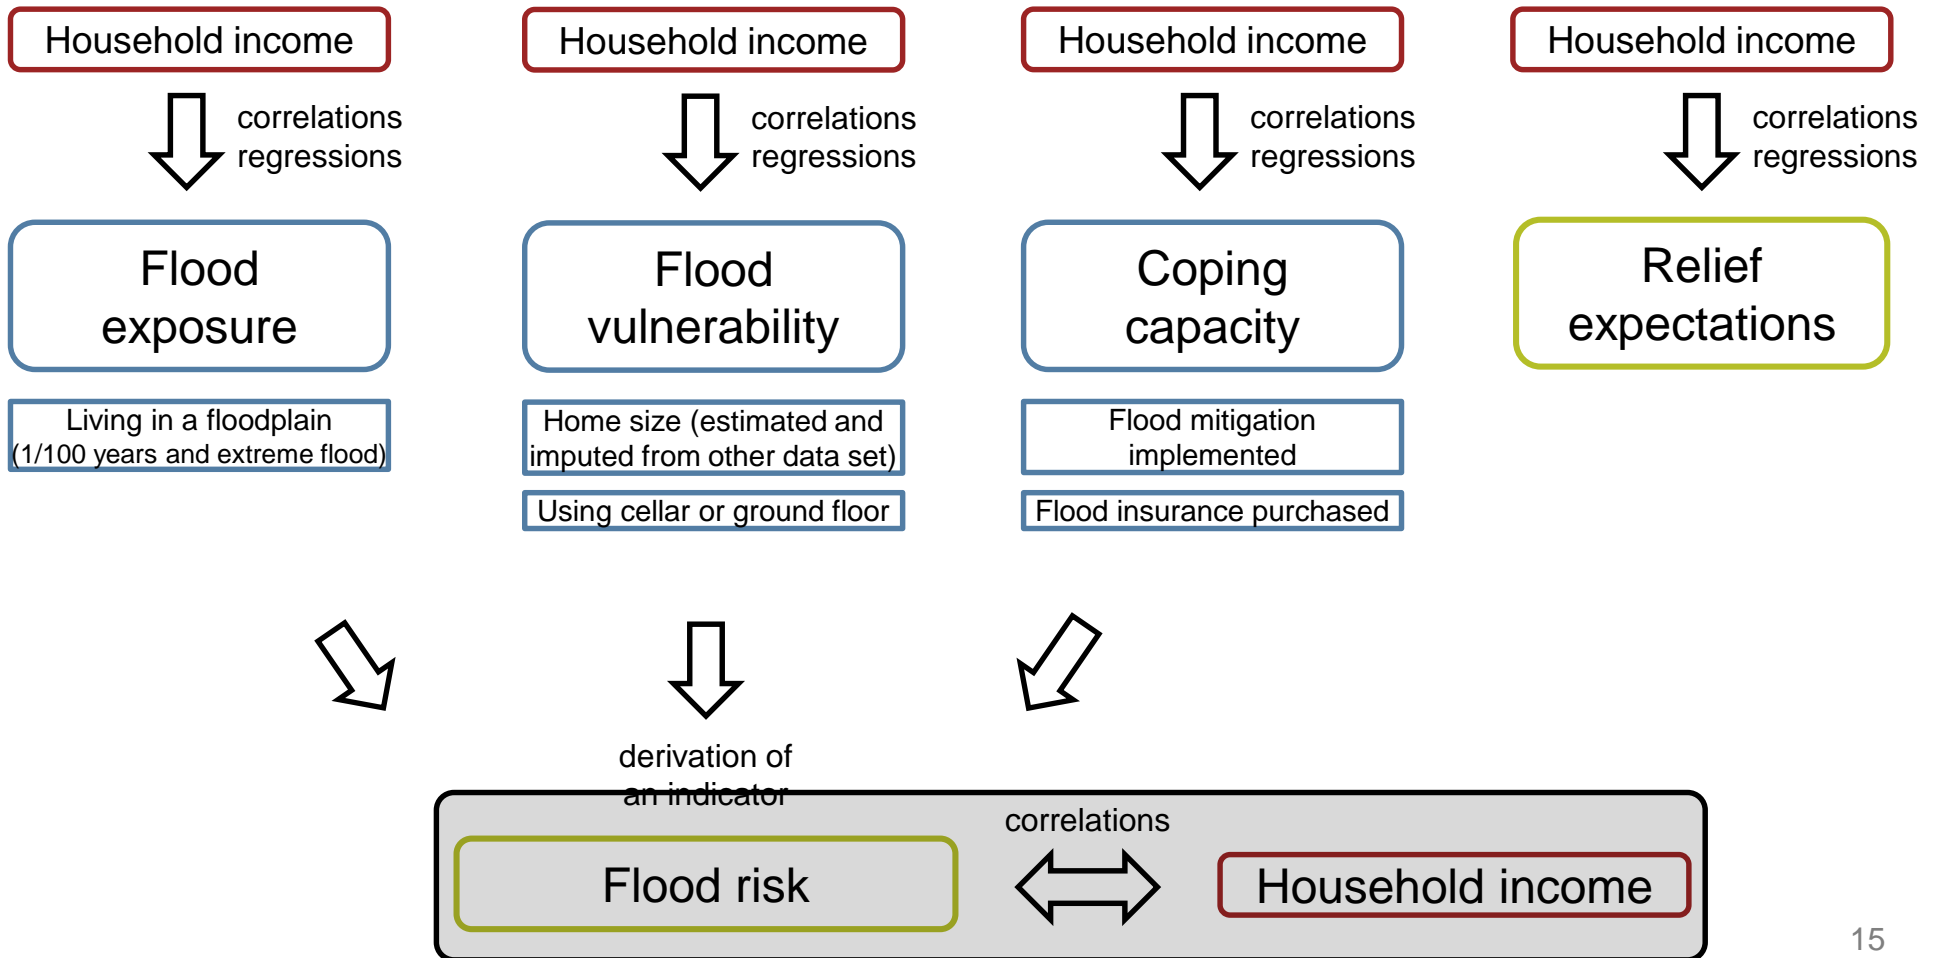 Household income
Household income
Household income
Household income
correlations
regressions
correlations
regressions
correlations
regressions
correlations
regressions
Flood
exposure
Flood
vulnerability
Coping
capacity
Relief
expectations
Living in a floodplain
(1/100 years and extreme flood)
Home size (estimated and
imputed from other data set)
Using cellar or ground floor
Flood mitigation
implemented
Flood insurance purchased
derivation of
an indicator
correlations
Flood risk
Household income
15